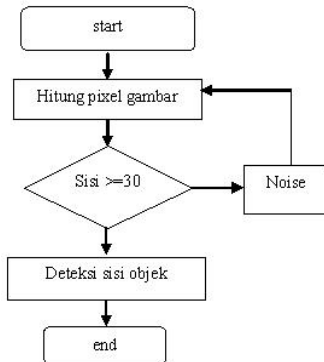 start
Hitung pixel gambar
Sisi >=30
Noise
Deteksi sisi objek
end